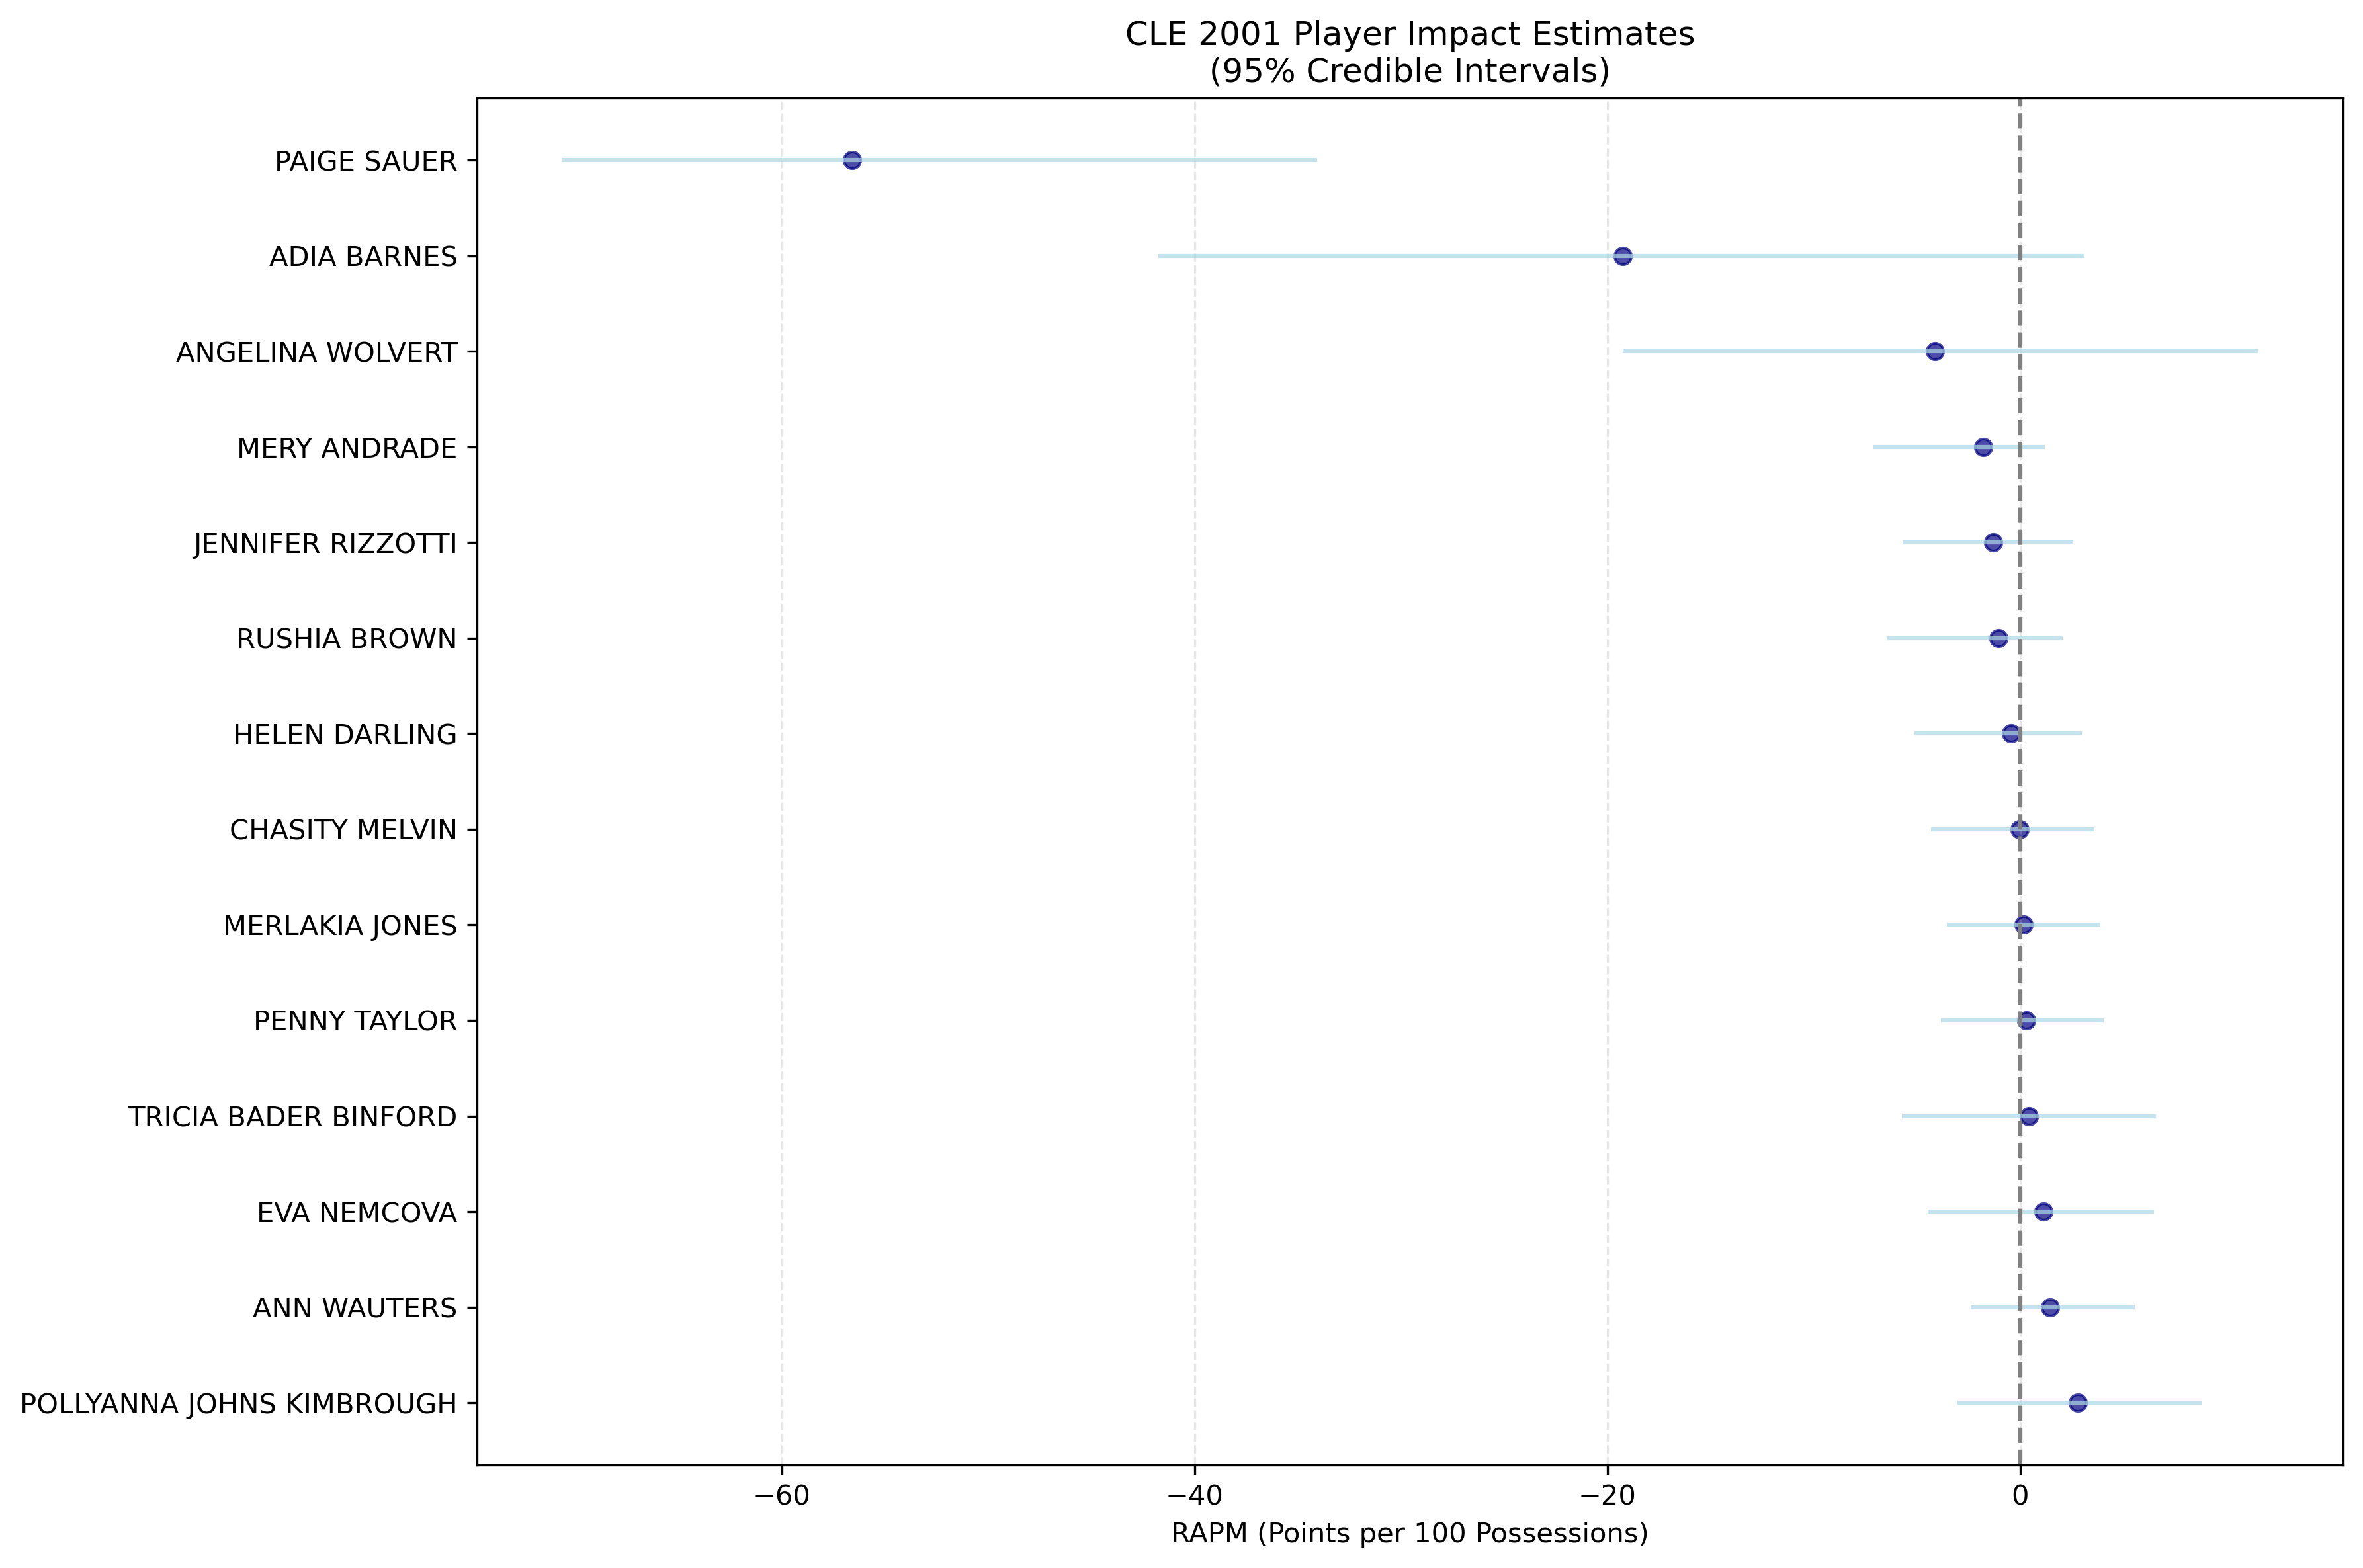 CLE 2001 Player Impact Estimates
(95% Credible Intervals)
PAIGE SAUER
ADIA BARNES
ANGELINA WOLVERT
MERY ANDRADE
JENNIFER RIZZOTTI
RUSHIA BROWN
HELEN DARLING
CHASITY MELVIN
MERLAKIA JONES
PENNY TAYLOR
TRICIA BADER BINFORD
EVA NEMCOVA
ANN WAUTERS
POLLYANNA JOHNS KIMBROUGH
−60 −40 −20 0
RAPM (Points per 100 Possessions)